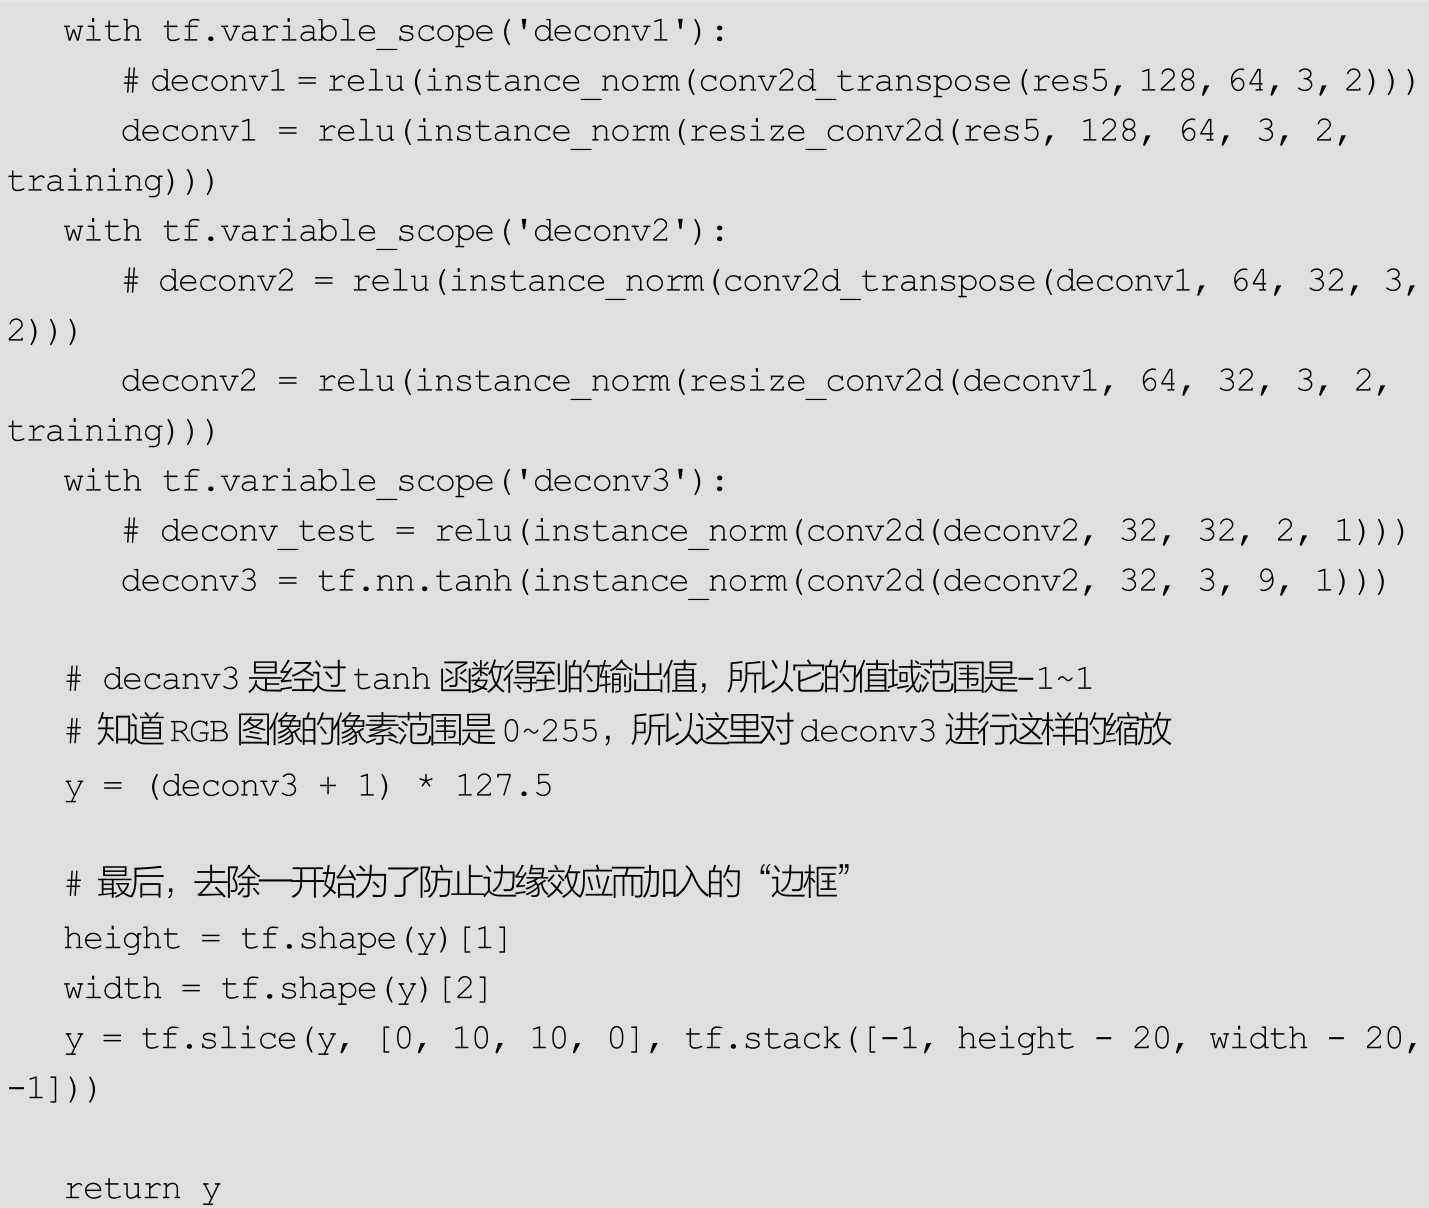 with tf.variable_scope('deconv1'):
# deconv1 = relu(instance_norm(conv2d_transpose(res5, 128, 64, 3, 2)))
deconv1 = relu(instance_norm(resize_conv2d(res5, 128, 64, 3, 2,
training)))
with tf.variable_scope('deconv2'):
# deconv2 = relu(instance_norm(conv2d_transpose(deconv1, 64, 32, 3,
2)))
deconv2 = relu(instance_norm(resize_conv2d(deconv1, 64, 32, 3, 2,
training)))
with tf.variable_scope('deconv3'):
# deconv_test = relu(instance_norm(conv2d(deconv2, 32, 32, 2, 1)))
deconv3 = tf.nn.tanh(instance_norm(conv2d(deconv2, 32, 3, 9, 1)))
# decanv3 是经过 tanh 函数得到的输出值，所以它的值域范围是-1~1
# 知道 RGB 图像的像素范围是 0~255，所以这里对 deconv3 进行这样的缩放
y = (deconv3 + 1) * 127.5
# 最后，去除一开始为了防止边缘效应而加入的“边框”
height = tf.shape(y)[1]
width = tf.shape(y)[2]
y = tf.slice(y, [0, 10, 10, 0], tf.stack([-1, height - 20, width - 20,
-1]))
return y